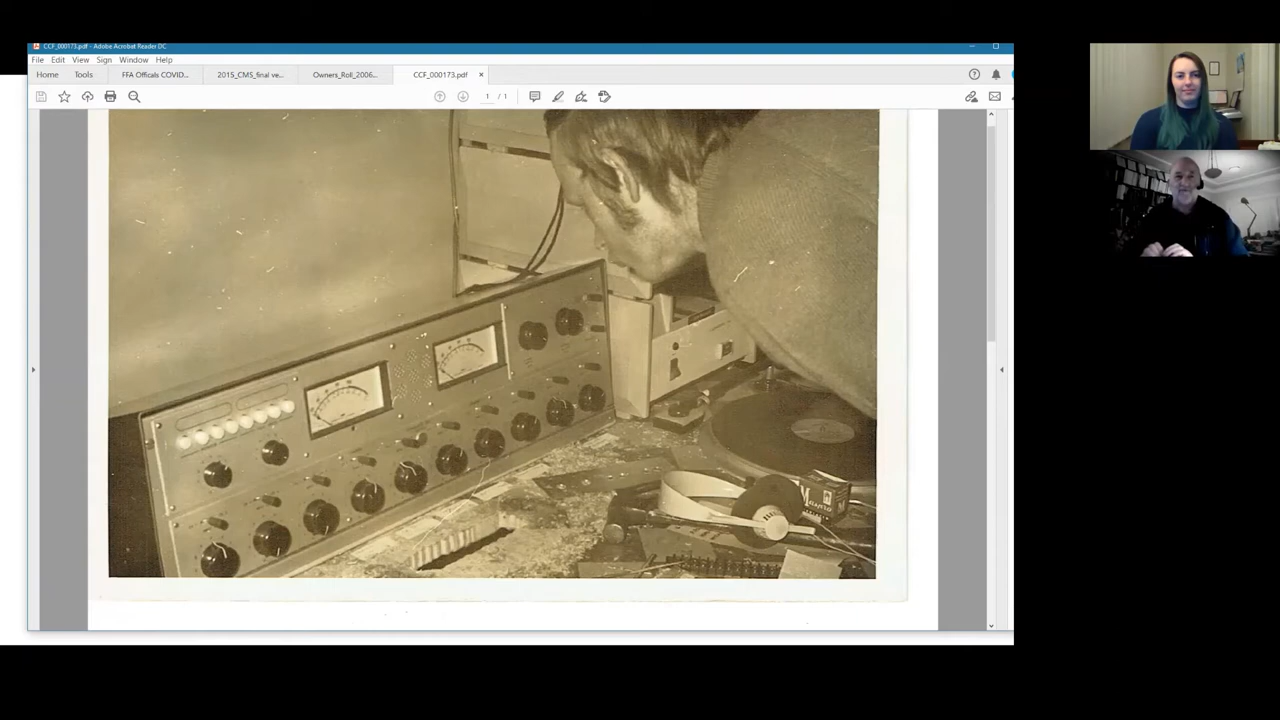 CCF_000173.pdf - Adobe Acrobat Reader DC
File Edit View Sign Window Help
Home Tools FFA Officals COVID... 2015_CMS_final ve... Owners_Roll_2006... CCF_000173.pdf
1 / 1